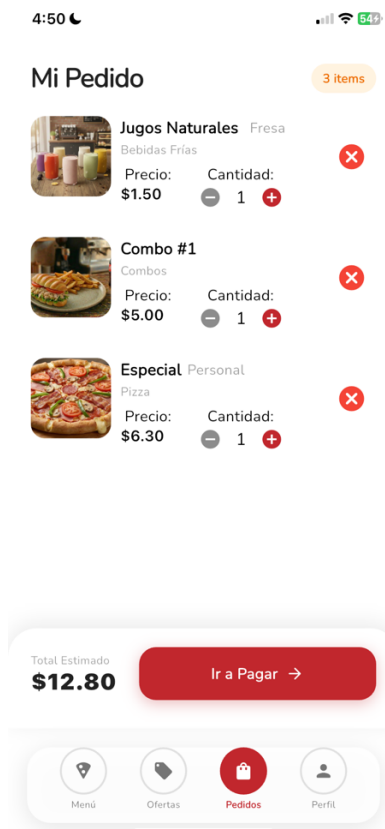 4:50
54
Mi Pedido
3 items
Jugos Naturales Fresa
Bebidas Frías
Precio: Cantidad:
$1.50 1
Combo #1
Combos
Precio: Cantidad:
$5.00 1
Especial Personal
Pizza
Precio: Cantidad:
$6.30 1
Total Estimado
$12.80
Ir a Pagar →
Menú Ofertas Pedidos Perfil